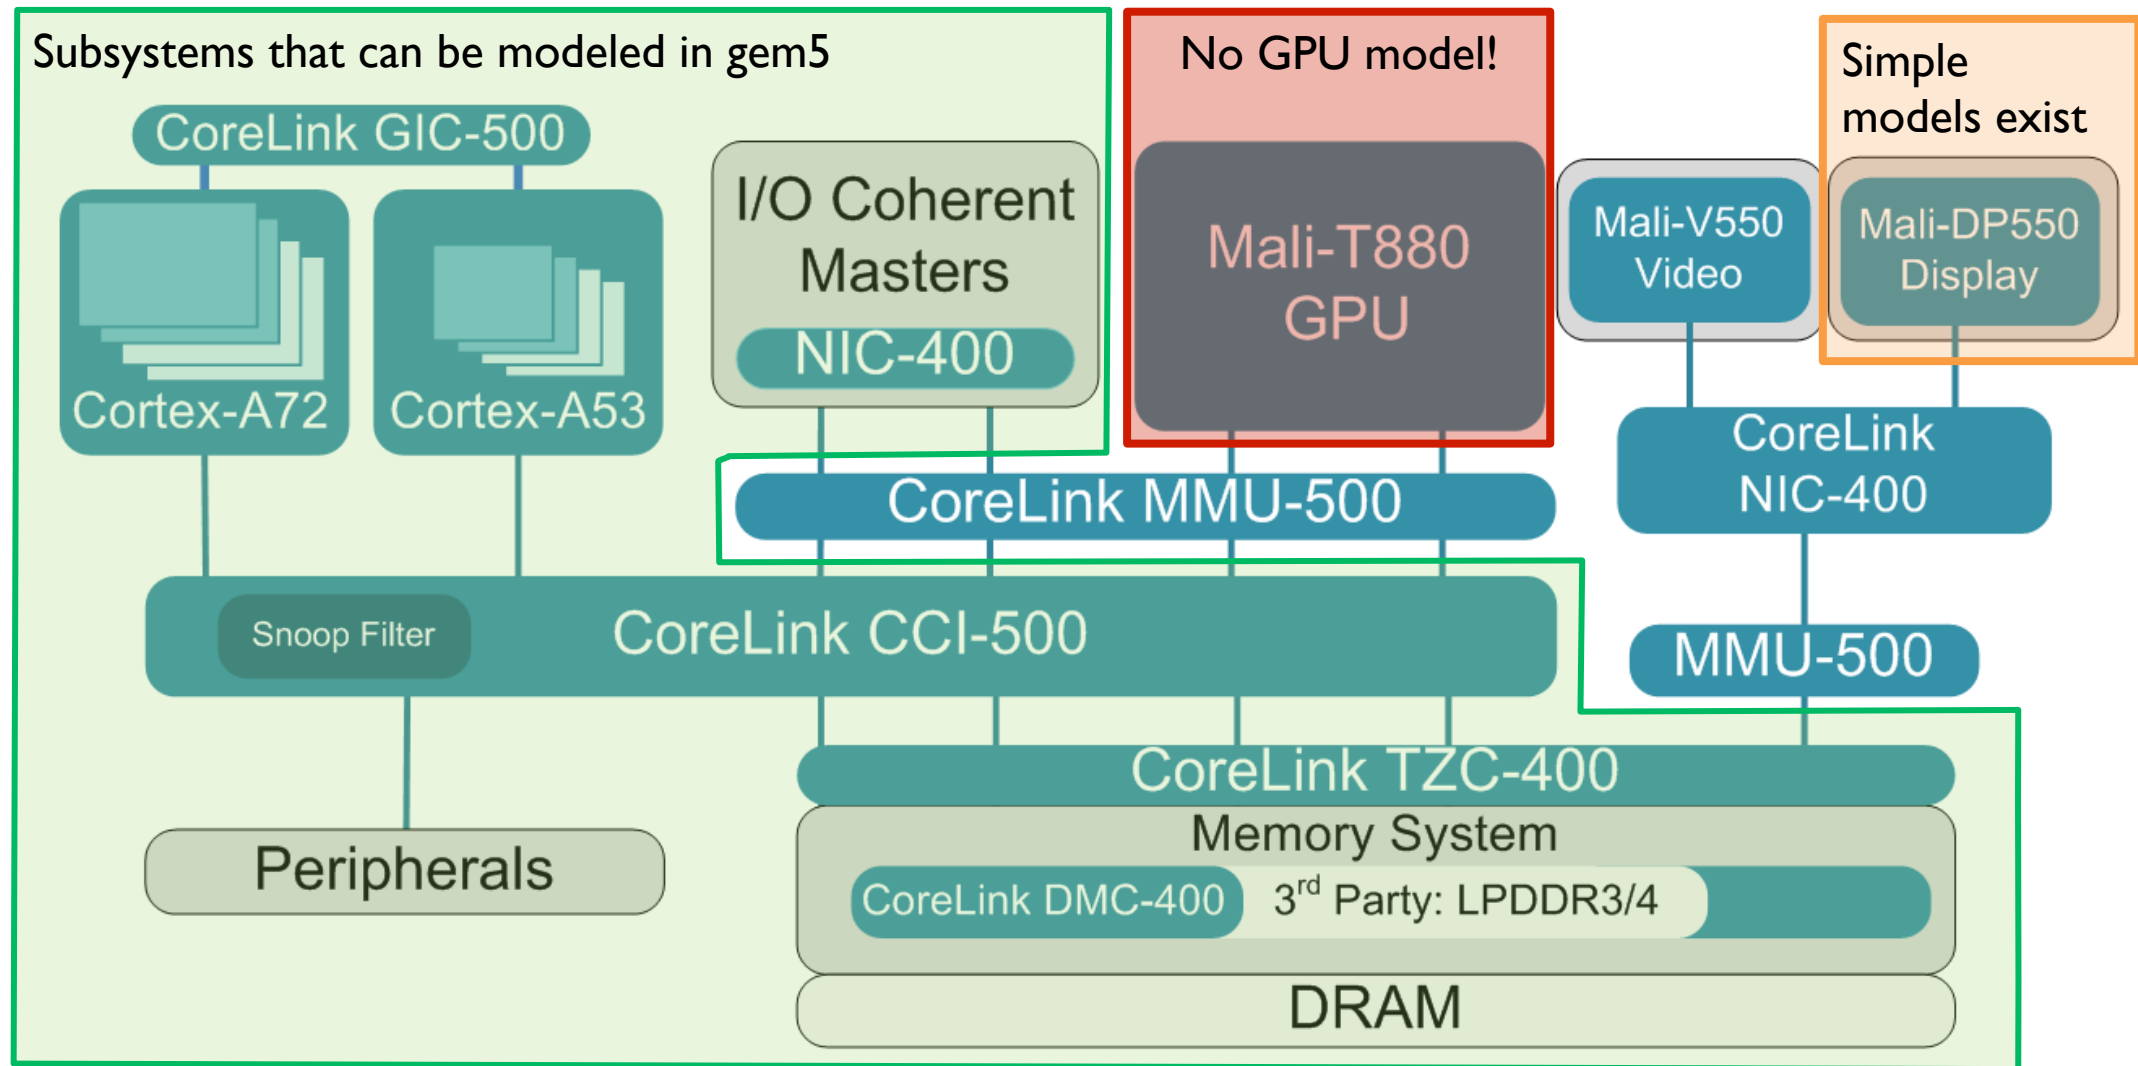 Subsystems that can be modeled in gem5
No GPU model!
Simple
models exist
CoreLink GIC-500
Cortex-A72
Cortex-A53
I/O Coherent
Masters
NIC-400
Mali-T880
GPU
Mali-V550
Video
Mali-DP550
Display
CoreLink
NIC-400
CoreLink MMU-500
MMU-500
Snoop Filter
CoreLink CCI-500
CoreLink TZC-400
Memory System
CoreLink DMC-400
3rd Party: LPDDR3/4
Peripherals
DRAM